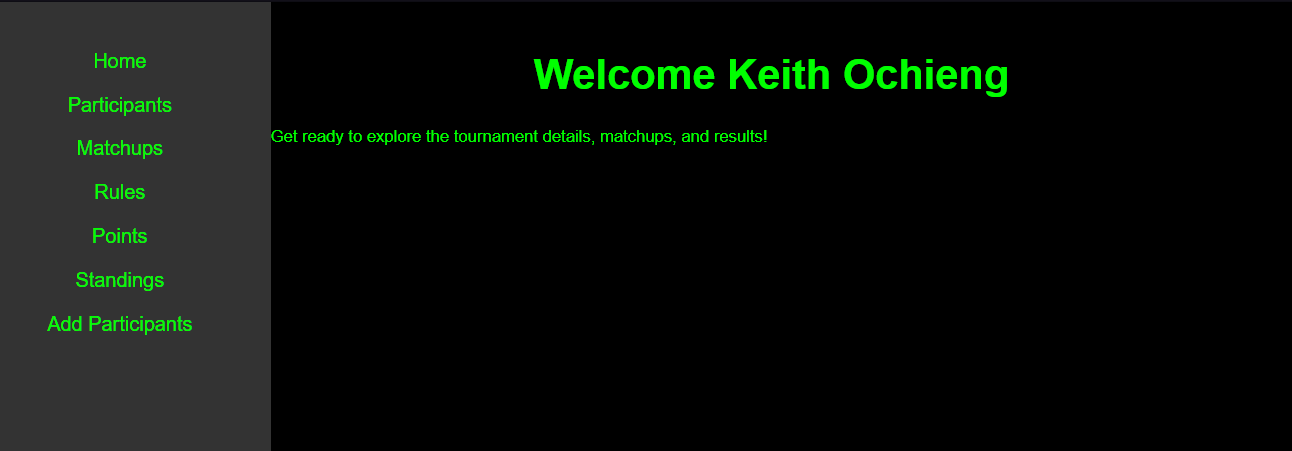 Home
Participants
Matchups
Rules
Points
Standings
Add Participants
Welcome Keith Ochieng
Get ready to explore the tournament details, matchups, and results!